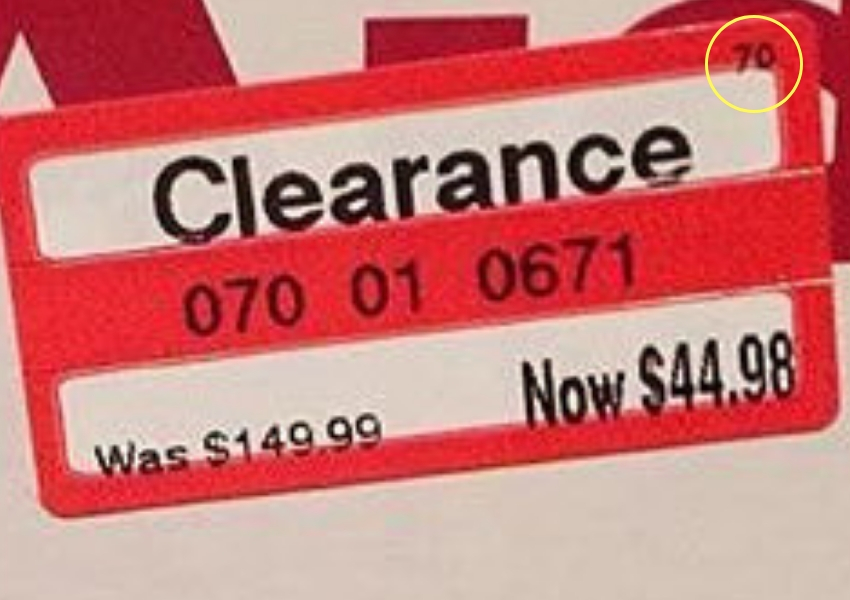 70
Clearance
070 01 0671
Now $44.98
Was $149.99